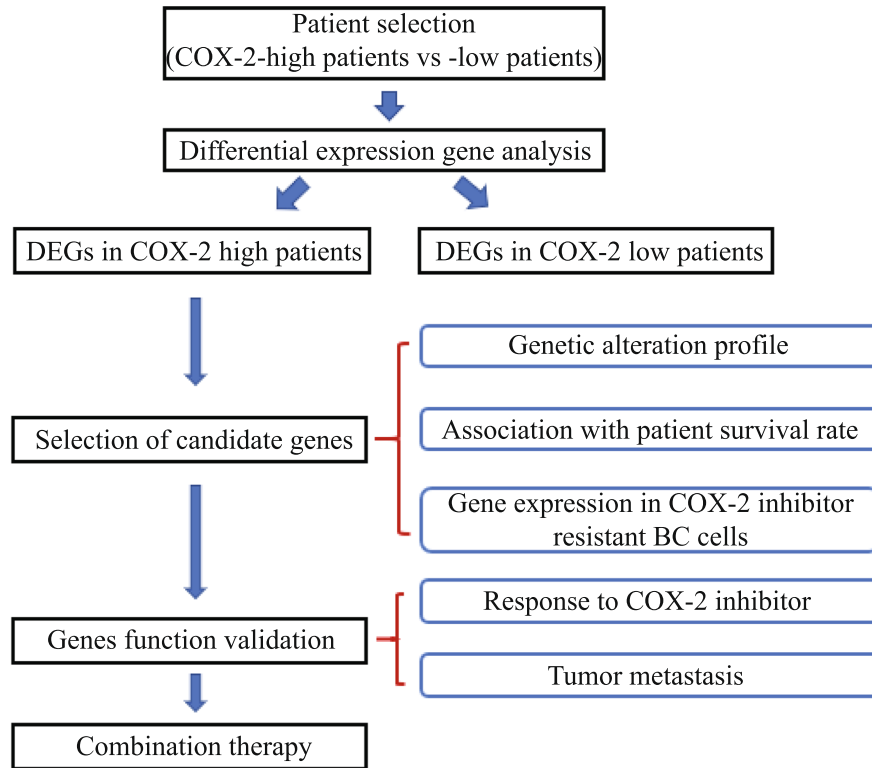 Patient selection
(COX-2-high patients vs -low patients)
Differential expression gene analysis
DEGs in COX-2 high patients
DEGs in COX-2 low patients
Genetic alteration profile
Selection of candidate genes
Association with patient survival rate
Gene expression in COX-2 inhibitor
resistant BC cells
Response to COX-2 inhibitor
Genes function validation
Tumor metastasis
Combination therapy